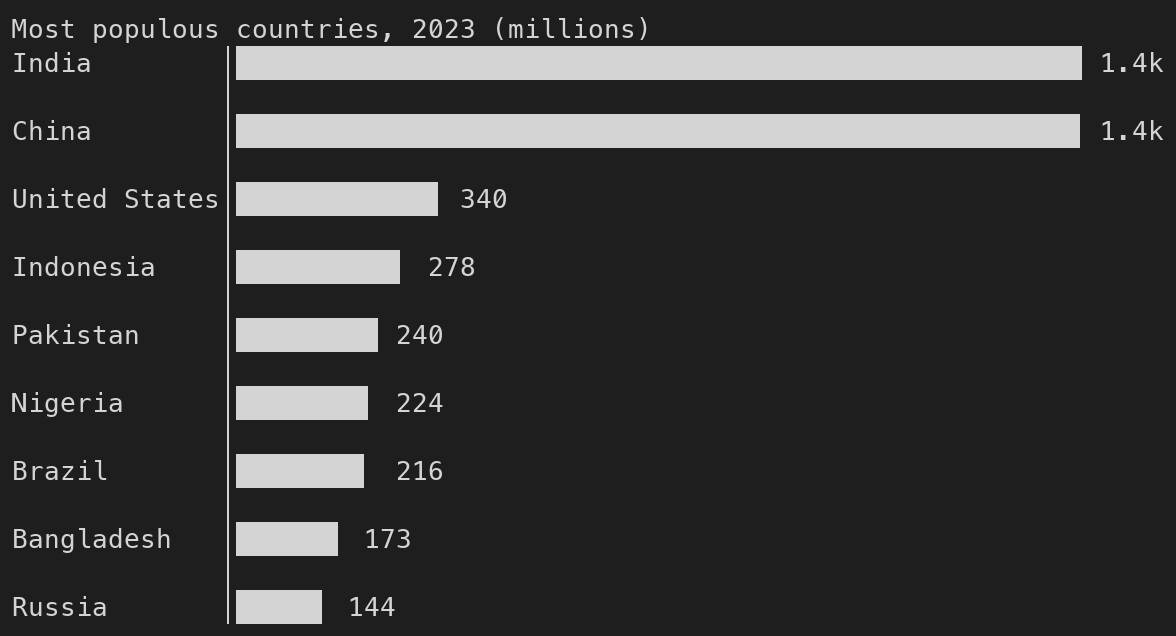 Most populous countries, 2023 (millions)
India 1.4k
China 1.4k
United States 340
Indonesia 278
Pakistan 240
Nigeria 224
Brazil 216
Bangladesh 173
Russia 144